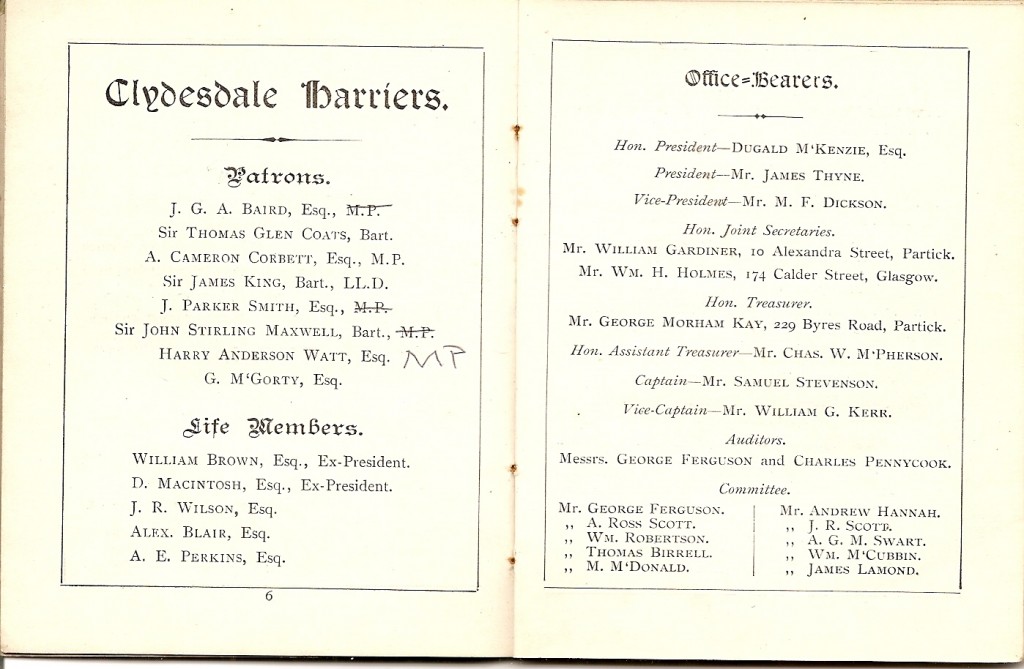 Clydesdale Harriers.
Patrons.
J. G. A. BAIRD, Esq., M.P.
Sir THOMAS GLEN COATS, Bart.
A. CAMERON CORBETT, Esq., M.P.
Sir JAMES KING, Bart., LL.D.
J. PARKER SMITH, Esq., M.P.
Sir JOHN STIRLING MAXWELL, Bart., M.P.
HARRY ANDERSON WATT, Esq. MP
G. M'GORTY, Esq.
Life Members.
WILLIAM BROWN, Esq., Ex-President.
D. MACINTOSH, Esq., Ex-President.
J. R. WILSON, Esq.
ALEX. BLAIR, Esq.
A. E. PERKINS, Esq.
6
Office-Bearers.
Hon. President—DUGALD M'KENZIE, Esq.
President—Mr. JAMES THYNE.
Vice-President—Mr. M. F. DICKSON.
Hon. Joint Secretaries.
Mr. WILLIAM GARDINER, 10 Alexandra Street, Partick.
Mr. WM. H. HOLMES, 174 Calder Street, Glasgow.
Hon. Treasurer.
Mr. GEORGE MORHAM KAY, 229 Byres Road, Partick.
Hon. Assistant Treasurer—Mr. CHAS. W. M'PHERSON.
Captain—Mr. SAMUEL STEVENSON.
Vice-Captain—Mr. WILLIAM G. KERR.
Auditors.
Messrs. GEORGE FERGUSON and CHARLES PENNYCOOK.
Committee.
Mr. GEORGE FERGUSON.
,, A. ROSS SCOTT.
,, WM. ROBERTSON.
,, THOMAS BIRRELL.
,, M. M'DONALD.
Mr. ANDREW HANNAH.
,, J. R. SCOTT.
,, A. G. M. SWART.
,, WM. M'CUBBIN.
,, JAMES LAMOND.